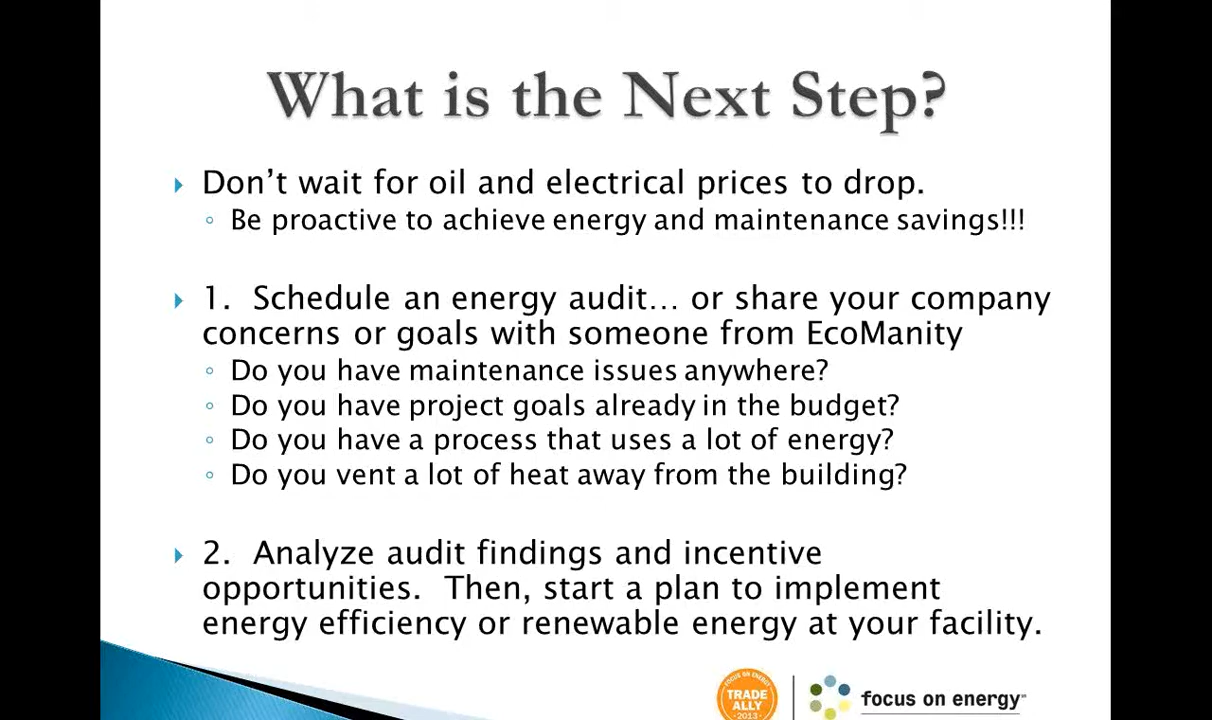 What is the Next Step?
Don’t wait for oil and electrical prices to drop.
Be proactive to achieve energy and maintenance savings!!!
1. Schedule an energy audit… or share your company
concerns or goals with someone from EcoManity
Do you have maintenance issues anywhere?
Do you have project goals already in the budget?
Do you have a process that uses a lot of energy?
Do you vent a lot of heat away from the building?
2. Analyze audit findings and incentive
opportunities. Then, start a plan to implement
energy efficiency or renewable energy at your facility.
FOCUS ON ENERGY
TRADE
ALLY
2013
focus on energy